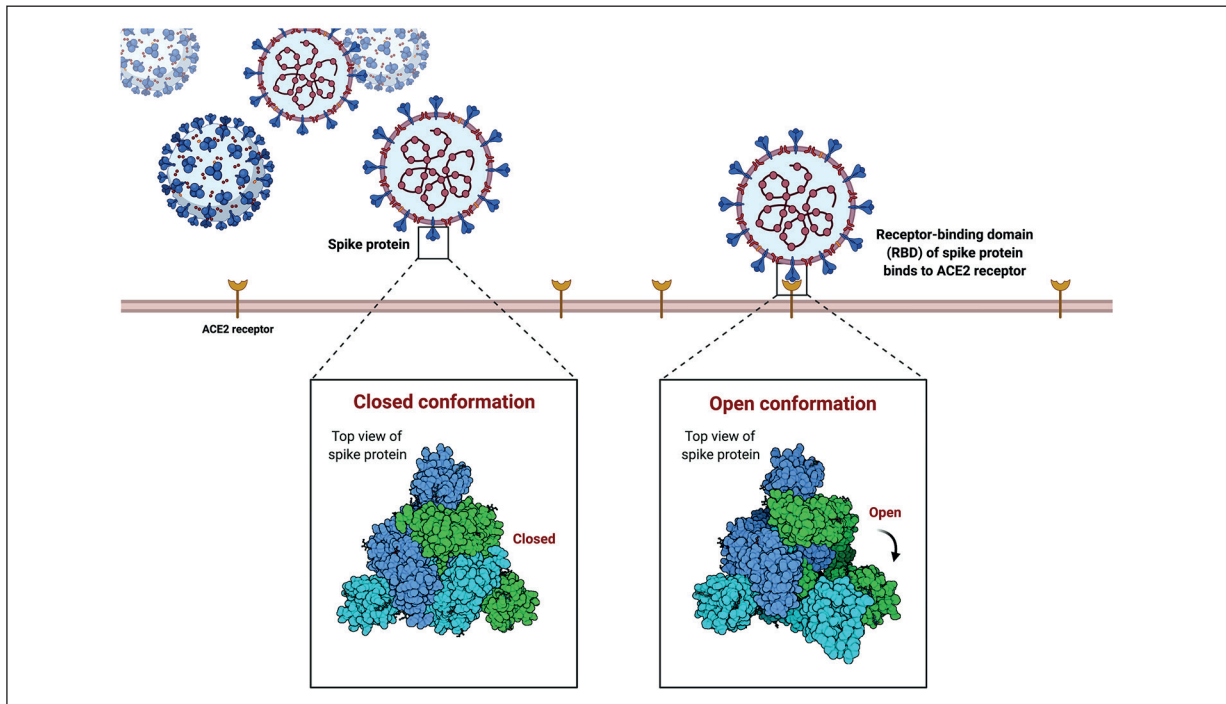 Spike protein
Receptor-binding domain
(RBD) of spike protein
binds to ACE2 receptor
ACE2 receptor
Closed conformation
Top view of
spike protein
Closed
Open conformation
Top view of
spike protein
Open